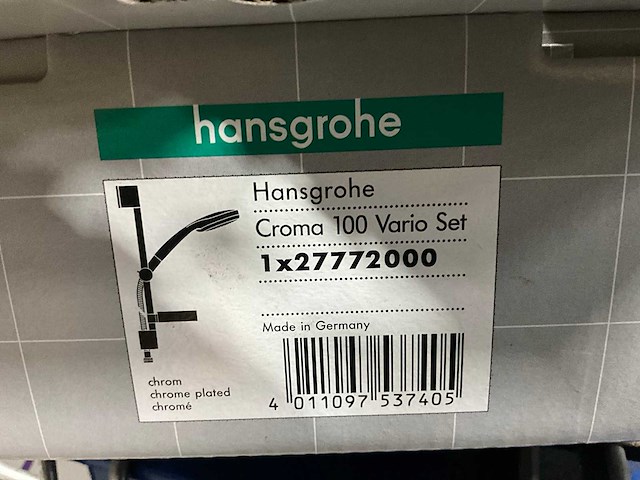 hansgrohe
Hansgrohe
Croma 100 Vario Set
1x27772000
Made in Germany
chrom
chrome plated
chromé
4 011097 537405